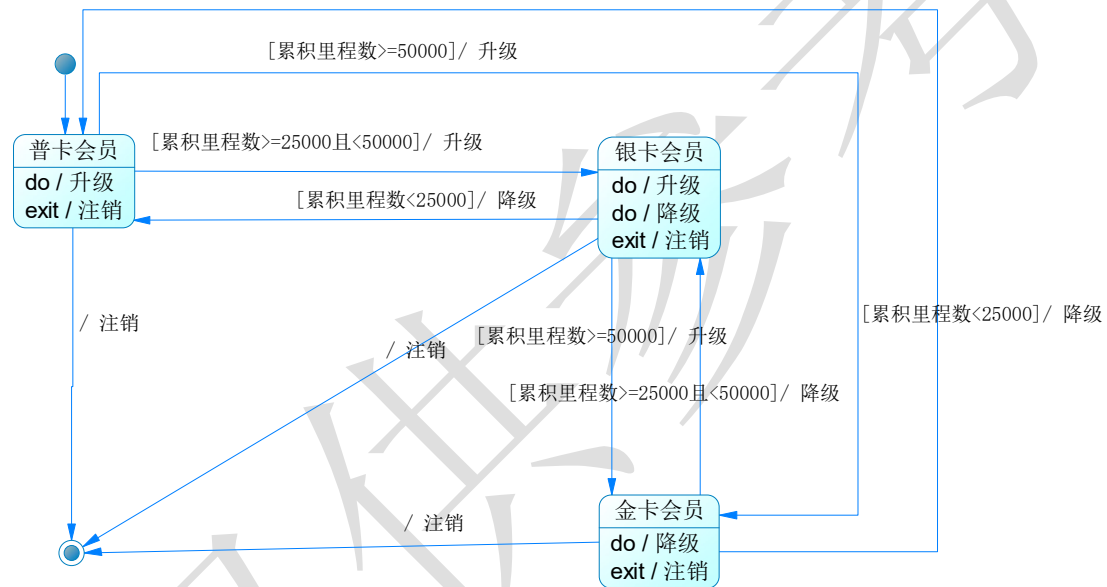 [累积里程数>=50000]/ 升级
[累积里程数>=25000且<50000]/ 升级
普卡会员
do / 升级
exit / 注销
[累积里程数<25000]/ 降级
银卡会员
do / 升级
do / 降级
exit / 注销
/ 注销
/ 注销
[累积里程数>=50000]/ 升级
[累积里程数<25000]/ 降级
[累积里程数>=25000且<50000]/ 降级
/ 注销
金卡会员
do / 降级
exit / 注销